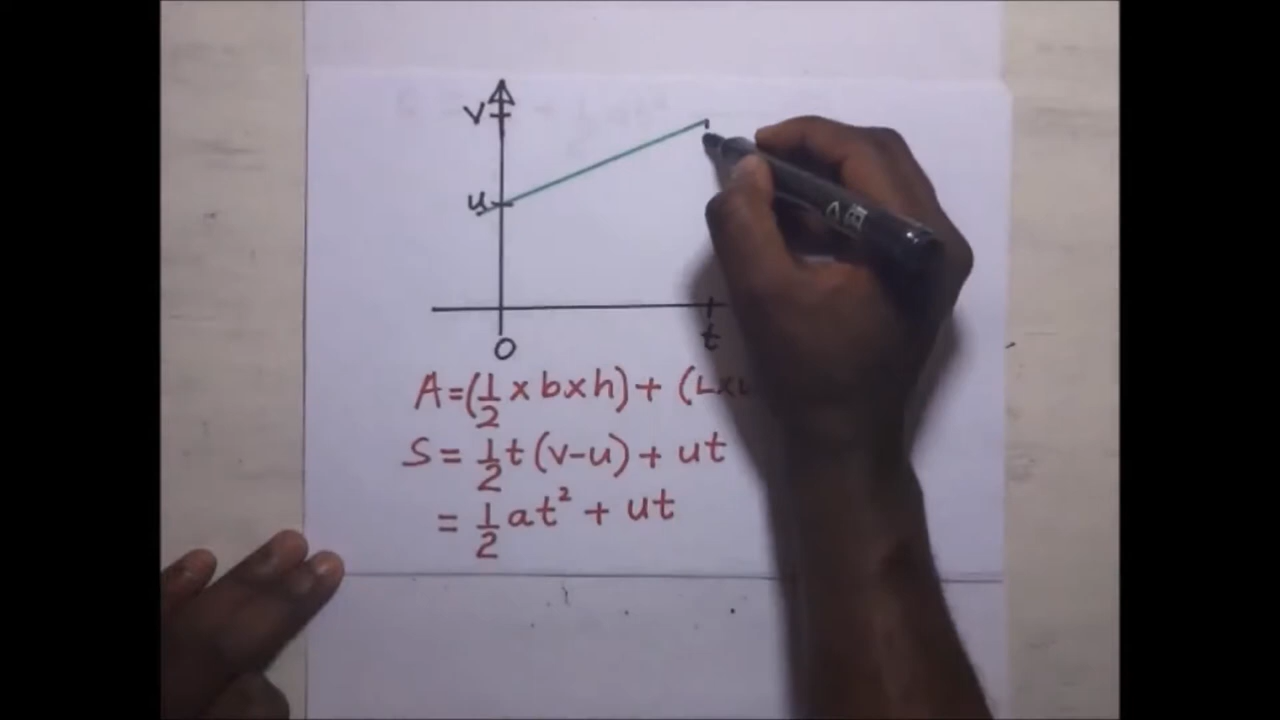 V
u
0
t
A=(1/2 x b x h) + (L x
S = 1/2 t (v-u) + ut
= 1/2 at² + ut